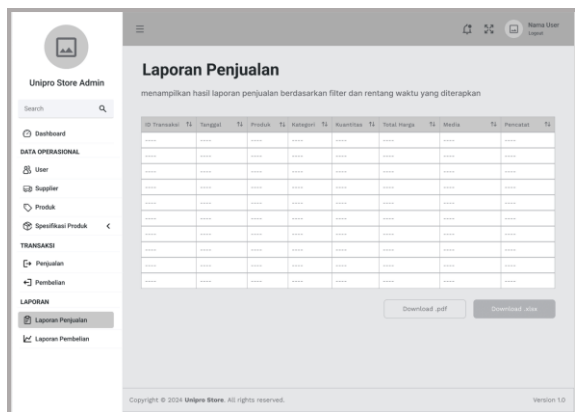 Nama User
Logout
Unipro Store Admin
Search
Dashboard
DATA OPERASIONAL
User
Supplier
Produk
Spesifikasi Produk
TRANSAKSI
Penjualan
Pembelian
LAPORAN
Laporan Penjualan
Laporan Pembelian
Laporan Penjualan
menampilkan hasil laporan penjualan berdasarkan filter dan rentang waktu yang diterapkan
ID Transaksi Tanggal Produk Kategori Kuantitas Total Harga Media Pencatat
----- ----- ----- ----- ----- ----- ----- -----
----- ----- ----- ----- ----- ----- ----- -----
----- ----- ----- ----- ----- ----- ----- -----
----- ----- ----- ----- ----- ----- ----- -----
----- ----- ----- ----- ----- ----- ----- -----
----- ----- ----- ----- ----- ----- ----- -----
----- ----- ----- ----- ----- ----- ----- -----
----- ----- ----- ----- ----- ----- ----- -----
----- ----- ----- ----- ----- ----- ----- -----
----- ----- ----- ----- ----- ----- ----- -----
Download .pdf
Download .xlsx
Copyright © 2024 Unipro Store. All rights reserved.
Version 1.0